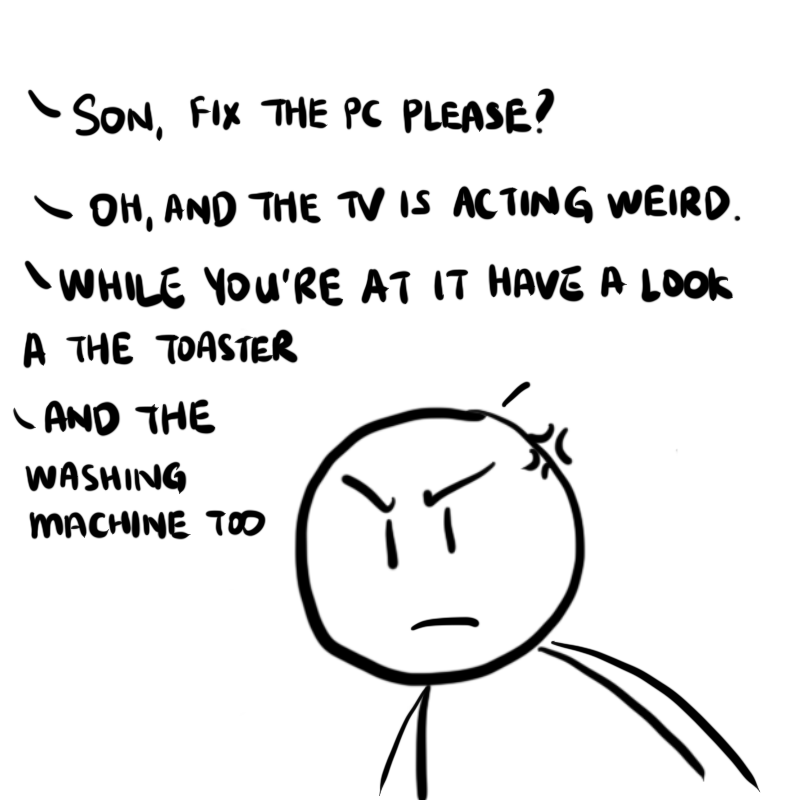 SON, FIX THE PC PLEASE?
OH, AND THE TV IS ACTING WEIRD.
WHILE YOU'RE AT IT HAVE A LOOK
A THE TOASTER
AND THE
WASHING
MACHINE TOO